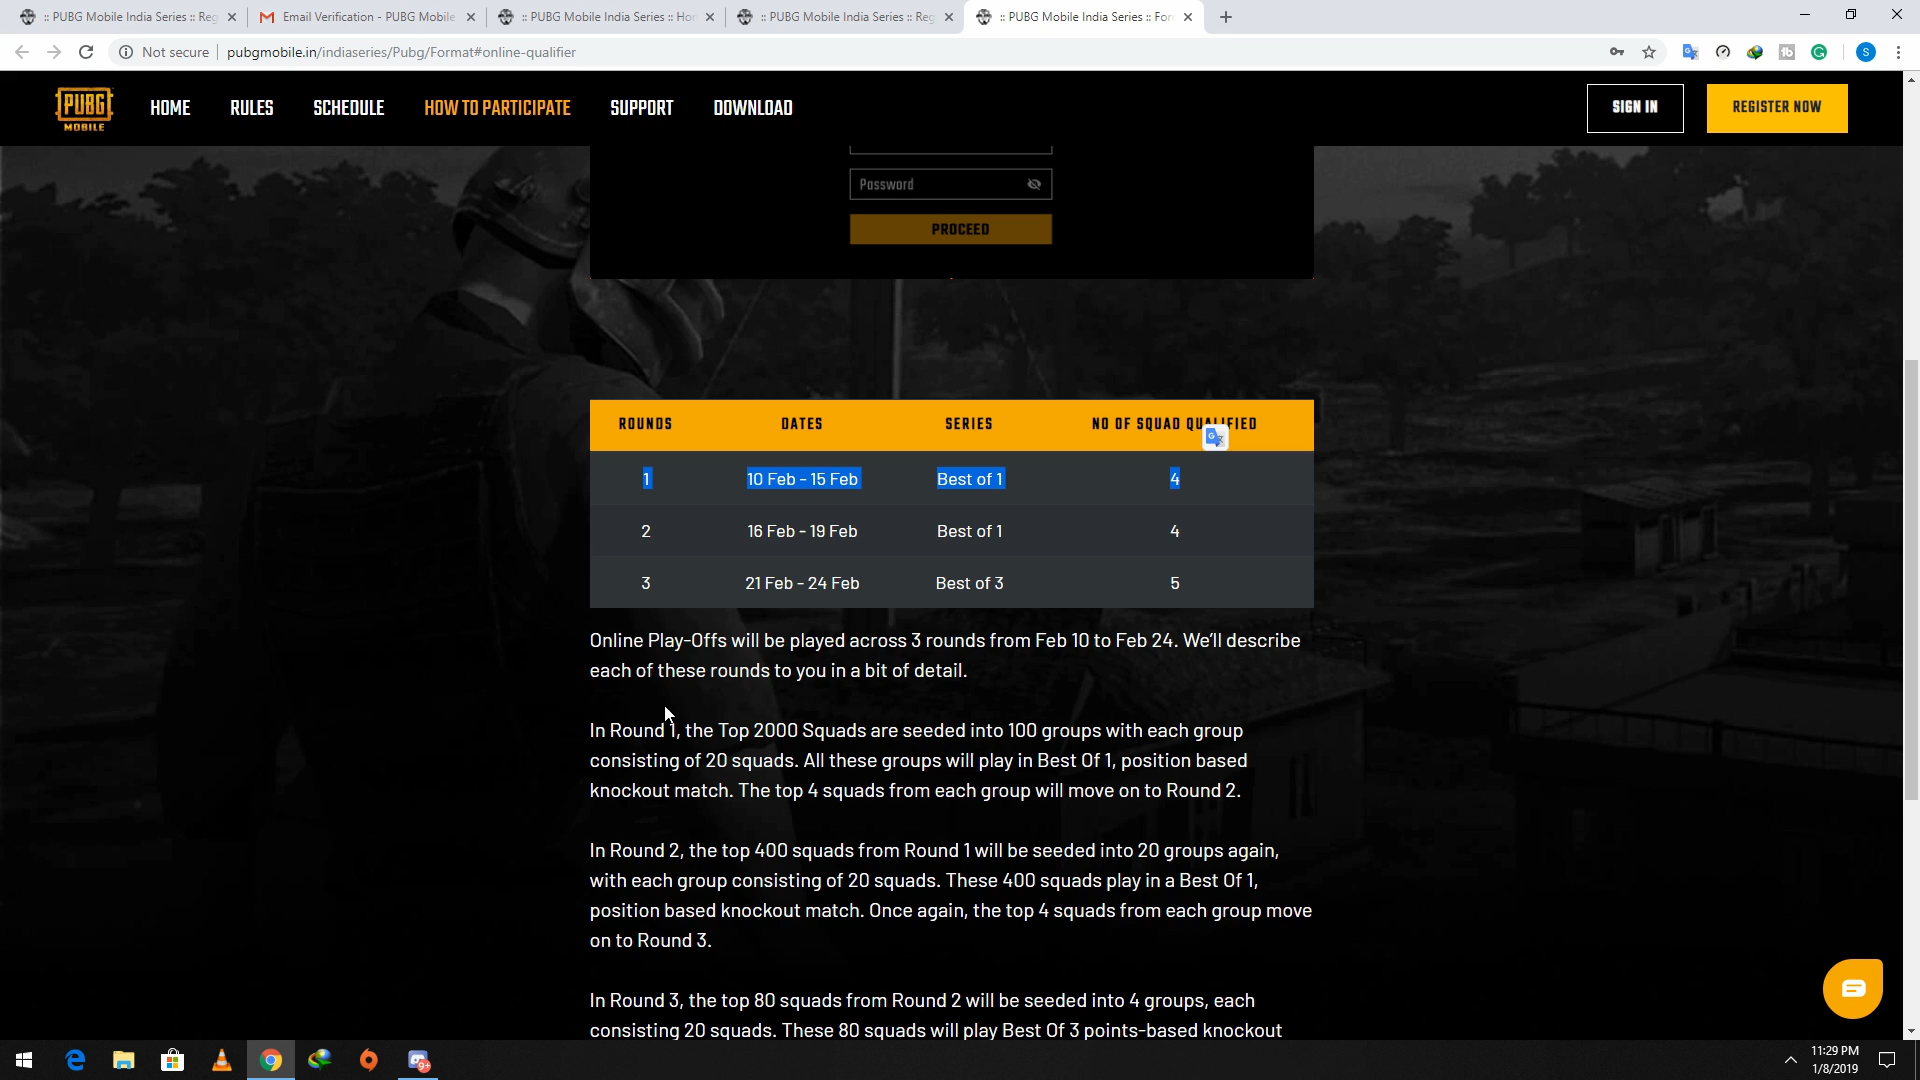 :: PUBG Mobile India Series :: Reg
Email Verification - PUBG Mobile
:: PUBG Mobile India Series :: Hor
:: PUBG Mobile India Series :: Reg
:: PUBG Mobile India Series :: For
Not secure
pubgmobile.in/indiaseries/Pubg/Format#online-qualifier
S
PUBG
MOBILE
HOME
RULES
SCHEDULE
HOW TO PARTICIPATE
SUPPORT
DOWNLOAD
SIGN IN
REGISTER NOW
Password
PROCEED
ROUNDS DATES SERIES NO OF SQUAD QUALIFIED
1 10 Feb - 15 Feb Best of 1 4
2 16 Feb - 19 Feb Best of 1 4
3 21 Feb - 24 Feb Best of 3 5
Online Play-Offs will be played across 3 rounds from Feb 10 to Feb 24. We'll describe
each of these rounds to you in a bit of detail.
In Round 1, the Top 2000 Squads are seeded into 100 groups with each group
consisting of 20 squads. All these groups will play in Best Of 1, position based
knockout match. The top 4 squads from each group will move on to Round 2.
In Round 2, the top 400 squads from Round 1 will be seeded into 20 groups again,
with each group consisting of 20 squads. These 400 squads play in a Best Of 1,
position based knockout match. Once again, the top 4 squads from each group move
on to Round 3.
In Round 3, the top 80 squads from Round 2 will be seeded into 4 groups, each
consisting 20 squads. These 80 squads will play Best Of 3 points-based knockout
9+
11:29 PM
1/8/2019